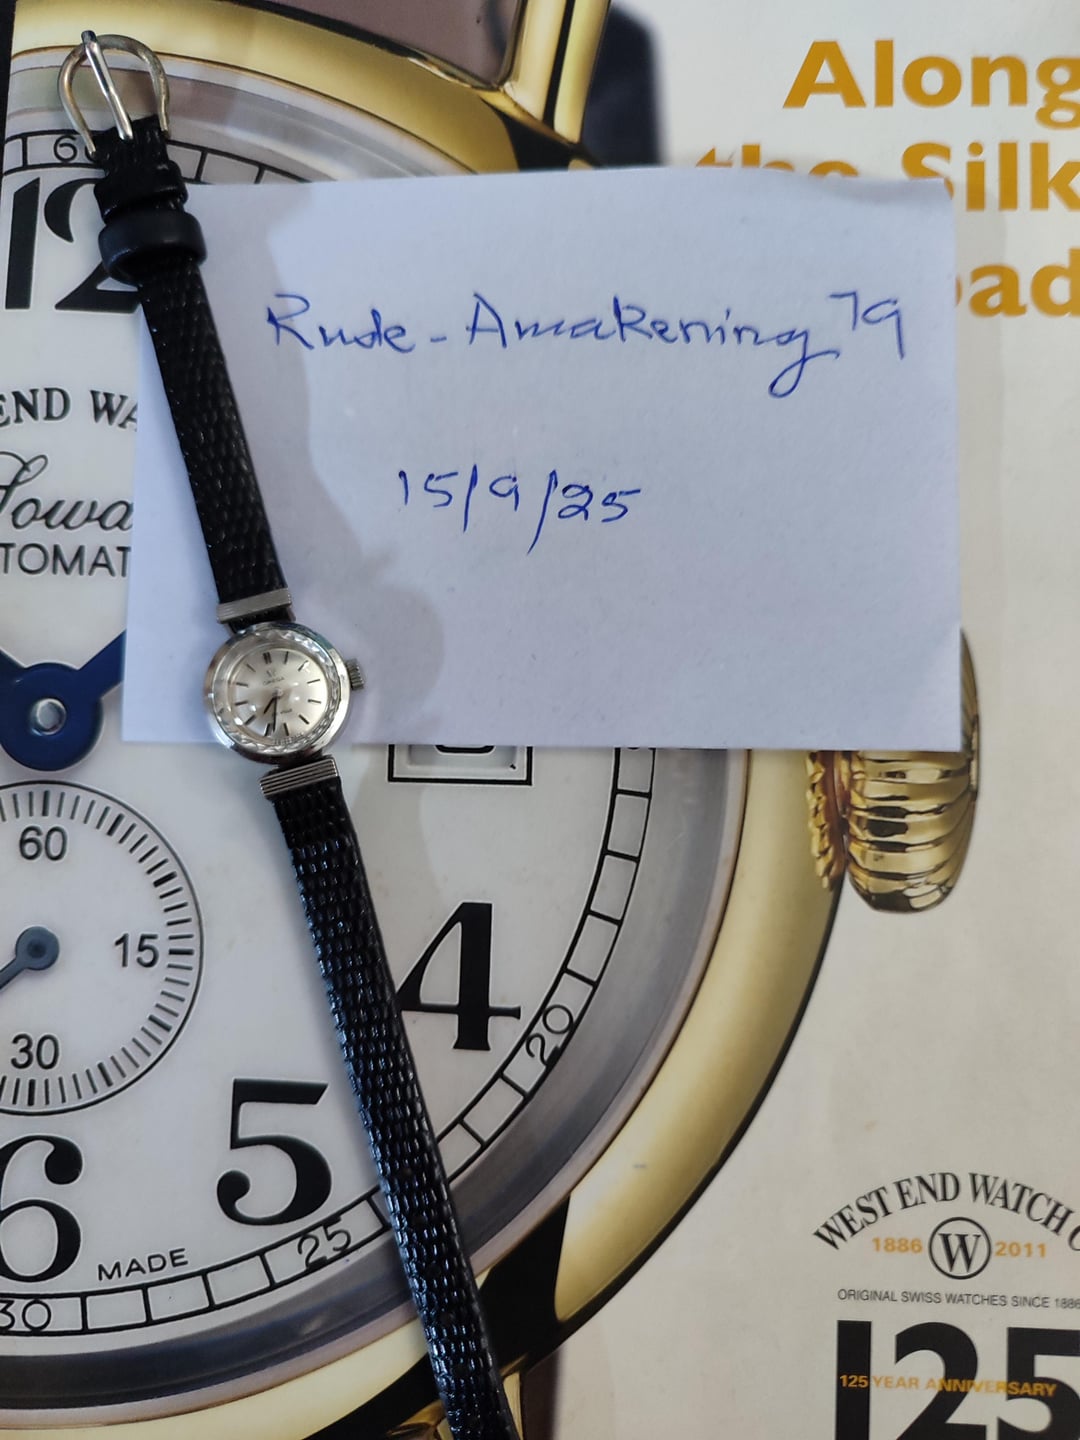 Along
the Silk
oad
60
12
Rude-Awakening79
END WA
15/9/25
Sowa
TOMAT
OMEGA
60
15
30
4
20
5
6
MADE
25
30
WEST END WATCH C
1886 W 2011
ORIGINAL SWISS WATCHES SINCE 1886
125
125 YEAR ANNIVERSARY